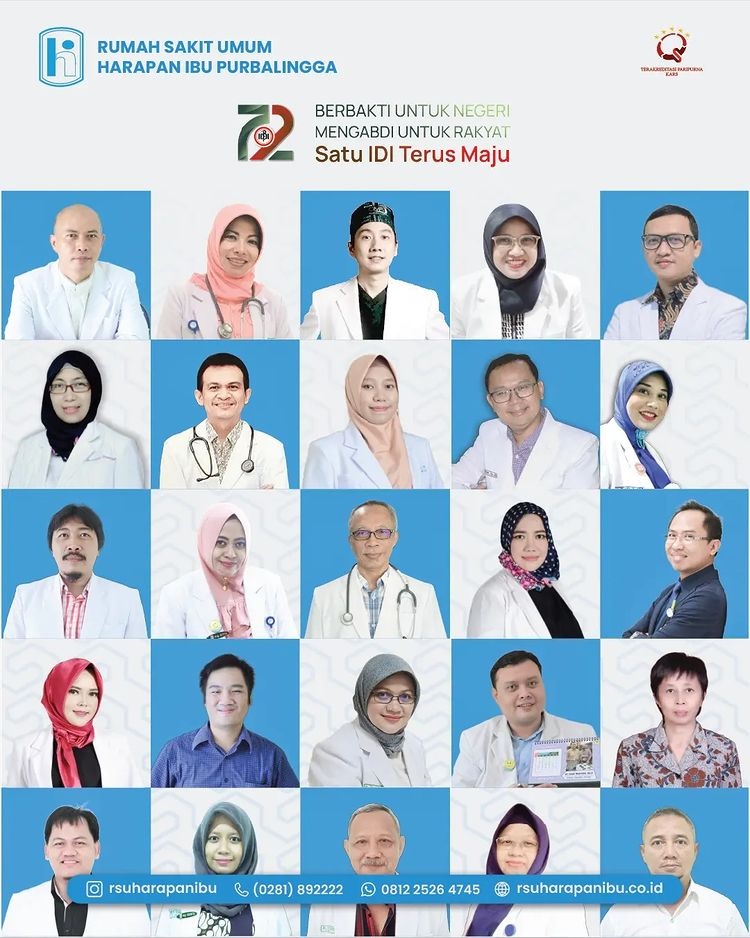 RUMAH SAKIT UMUM
HARAPAN IBU PURBALINGGA
TERAKREDITASI PARIPURNA
KARS
72
IDI
BERBAKTI UNTUK NEGERI
MENGABDI UNTUK RAKYAT
Satu IDI Terus Maju
rsuharapanibu (0281) 892222 0812 2526 4745 rsuharapanibu.co.id